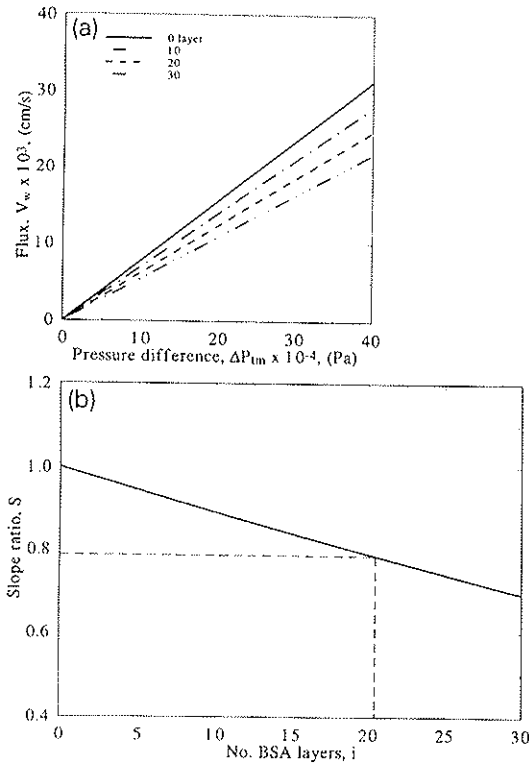 40
(a)
0 layer
10
20
30
30
20
10
0
Flux, V_w x 10³, (cm/s)
0 10 20 30 40
Pressure difference, ΔP_tm x 10⁻⁴, (Pa)
1.2
(b)
1.0
0.8
0.6
0.4
Slope ratio, S
0 5 10 15 20 25 30
No. BSA layers, i